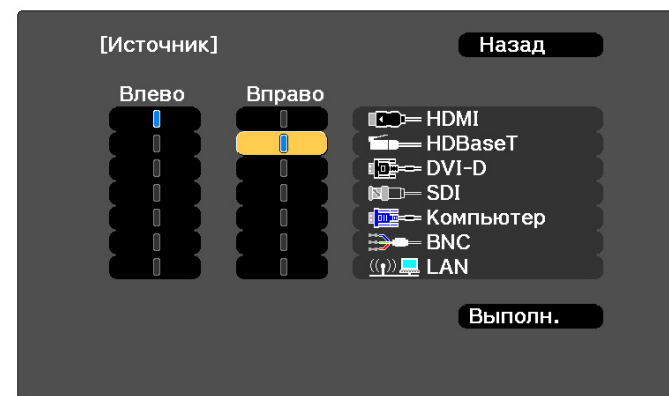 [Источник]
Назад
Влево
Вправо
HDMI
HDBaseT
DVI-D
SDI
Компьютер
BNC
LAN
Выполн.